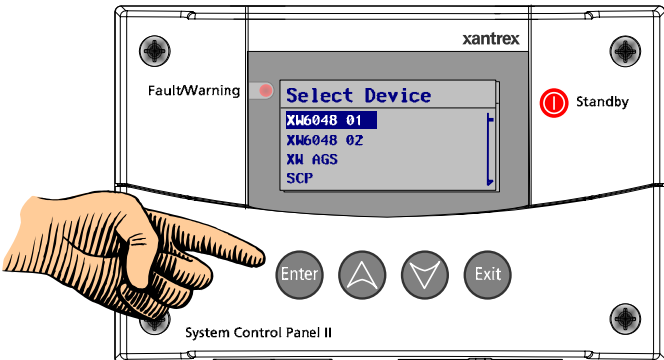 xantrex
Fault/Warning
Select Device
Standby
XW6048 01
XW6048 02
XW AGS
SCP
Enter
Exit
System Control Panel II